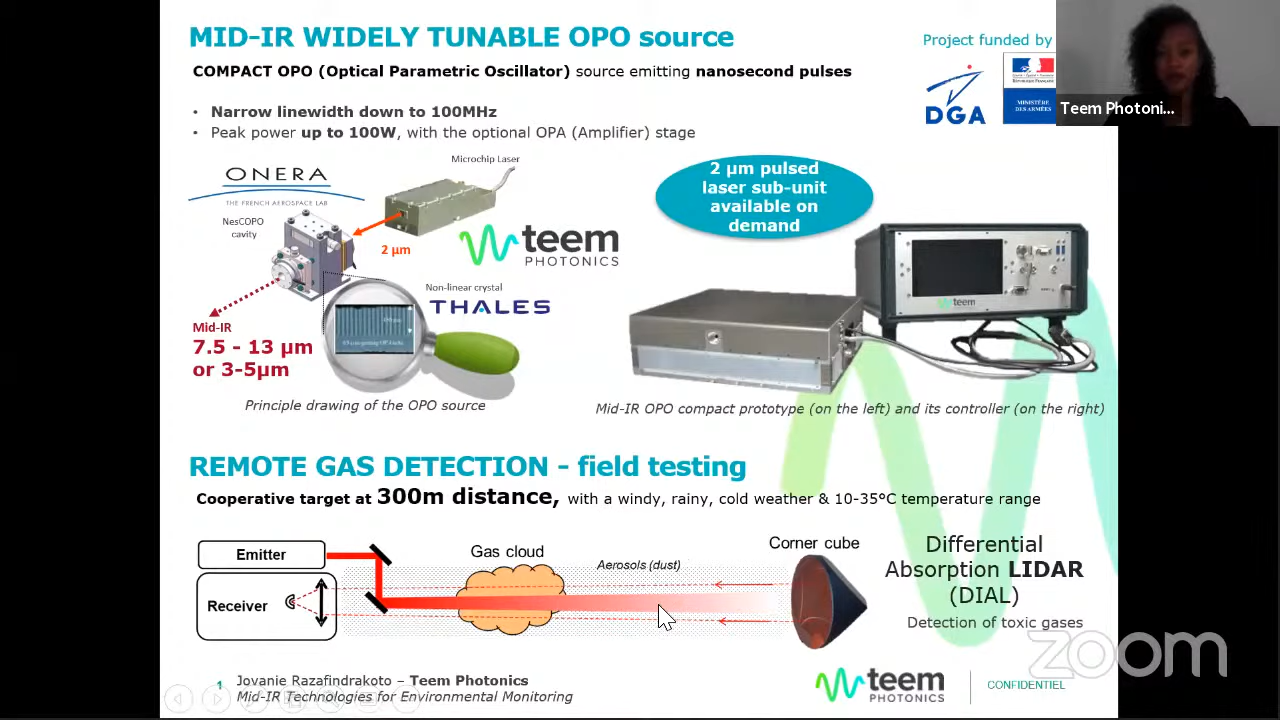 MID-IR WIDELY TUNABLE OPO source
Project funded by
COMPACT OPO (Optical Parametric Oscillator) source emitting nanosecond pulses
• Narrow linewidth down to 100MHz
• Peak power up to 100W, with the optional OPA (Amplifier) stage
DGA
MINISTÈRE
DES ARMÉES
Teem Photoni...
ONERA
THE FRENCH AEROSPACE LAB
Microchip Laser
NesCOPO
cavity
2 µm
teem
PHOTONICS
Non-linear crystal
THALES
Mid-IR
7.5 - 13 µm
or 3-5µm
Principle drawing of the OPO source
2 µm pulsed
laser sub-unit
available on
demand
teem
Mid-IR OPO compact prototype (on the left) and its controller (on the right)
REMOTE GAS DETECTION - field testing
Cooperative target at 300m distance, with a windy, rainy, cold weather & 10-35°C temperature range
Emitter
Receiver
Gas cloud
Aerosols (dust)
Corner cube
Differential
Absorption LIDAR
(DIAL)
Detection of toxic gases
zoom
1
Jovanie Razafindrakoto – Teem Photonics
Mid-IR Technologies for Environmental Monitoring
teem
PHOTONICS
CONFIDENTIEL